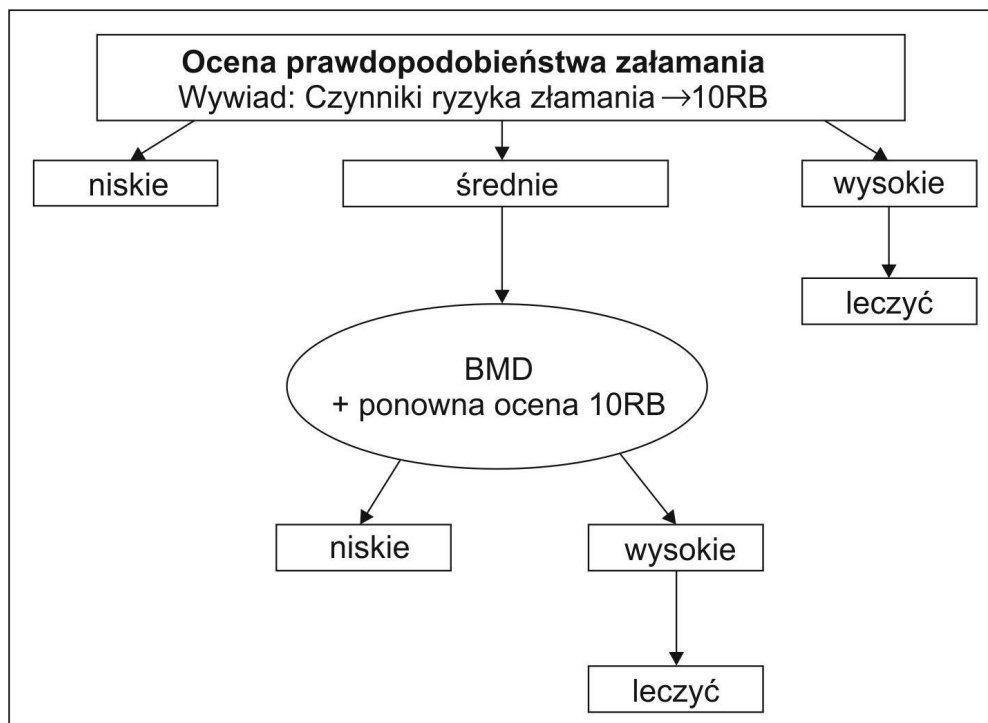 Ocena prawdopodobieństwa załamania
Wywiad: Czynniki ryzyka złamania →10RB
niskie
średnie
wysokie
leczyć
BMD
+ ponowna ocena 10RB
niskie
wysokie
leczyć